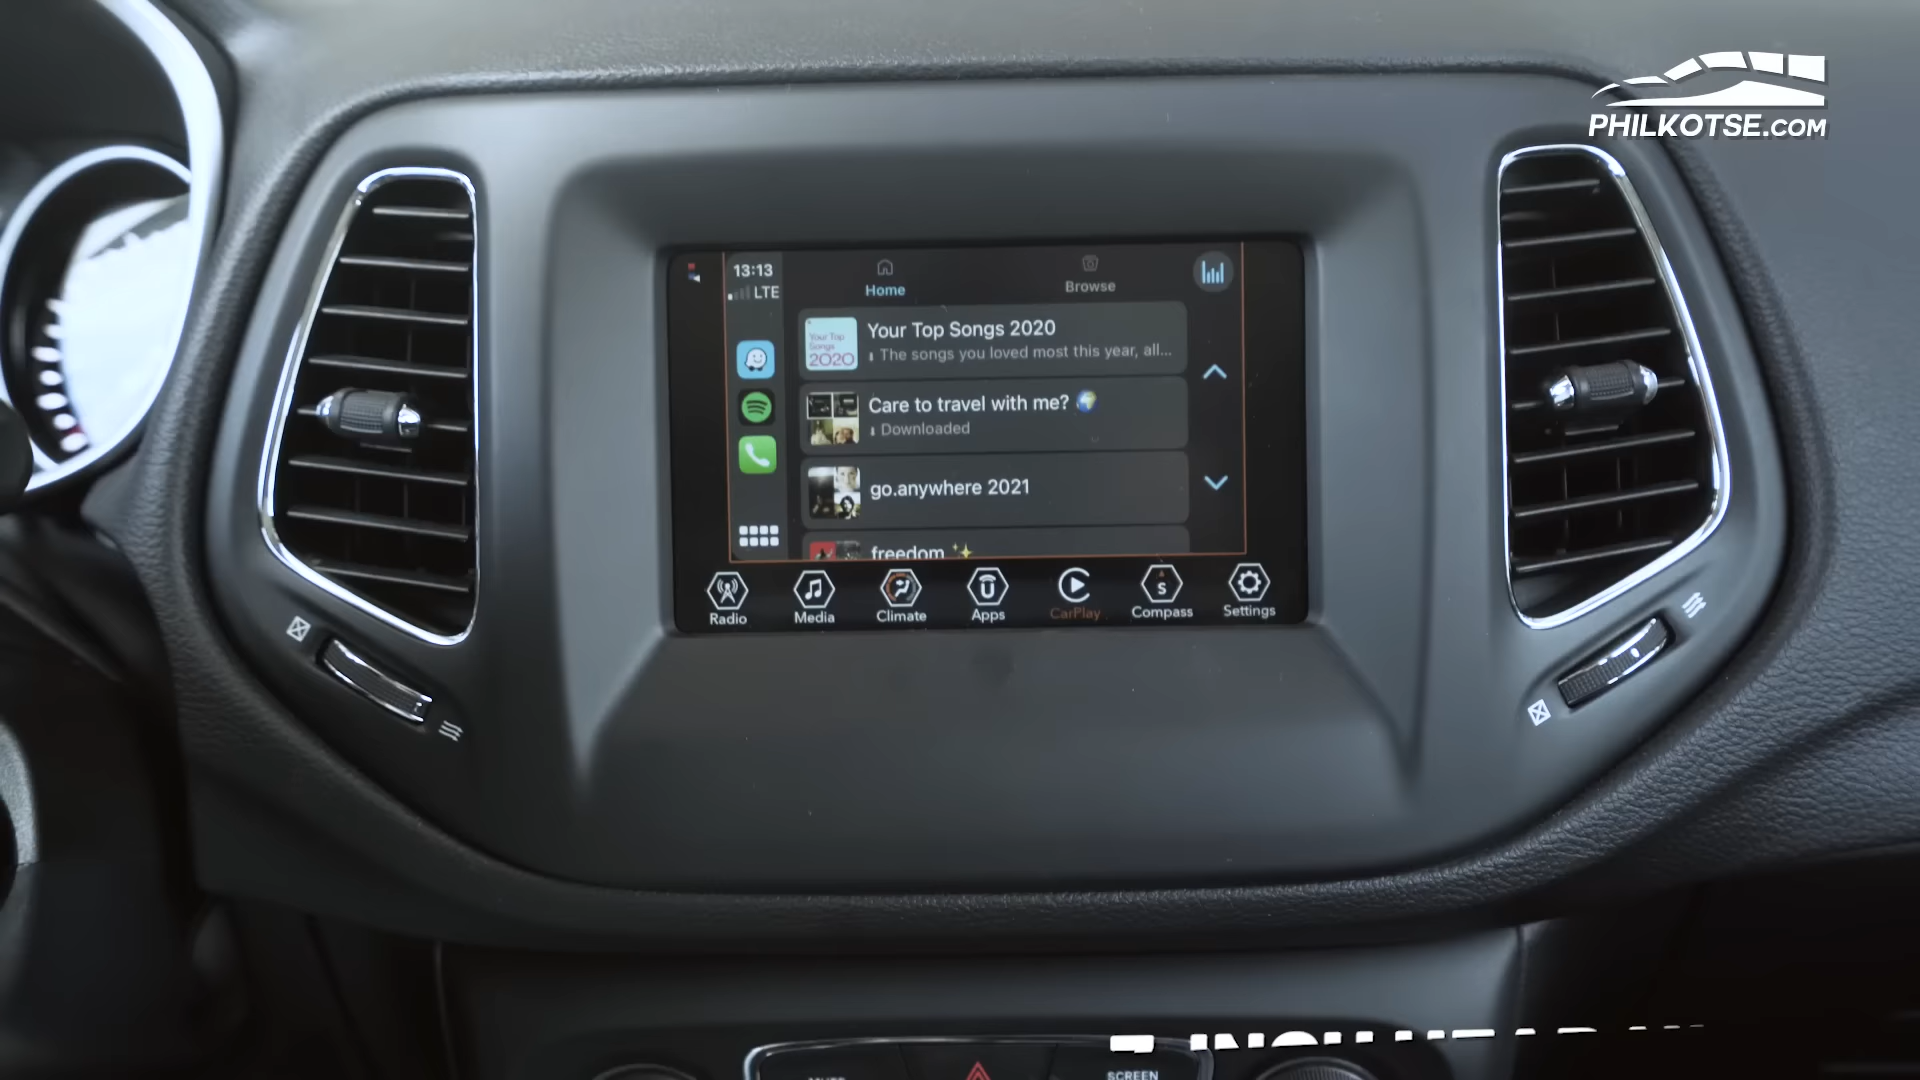 PHILKOTSE.COM
13:13
LTE
Home
Browse
Your Top Songs 2020
Your Top Songs 2020
The songs you loved most this year, all...
Care to travel with me?
Downloaded
go.anywhere 2021
freedom
Radio
Media
Climate
Apps
CarPlay
S
Compass
Settings
SCREEN